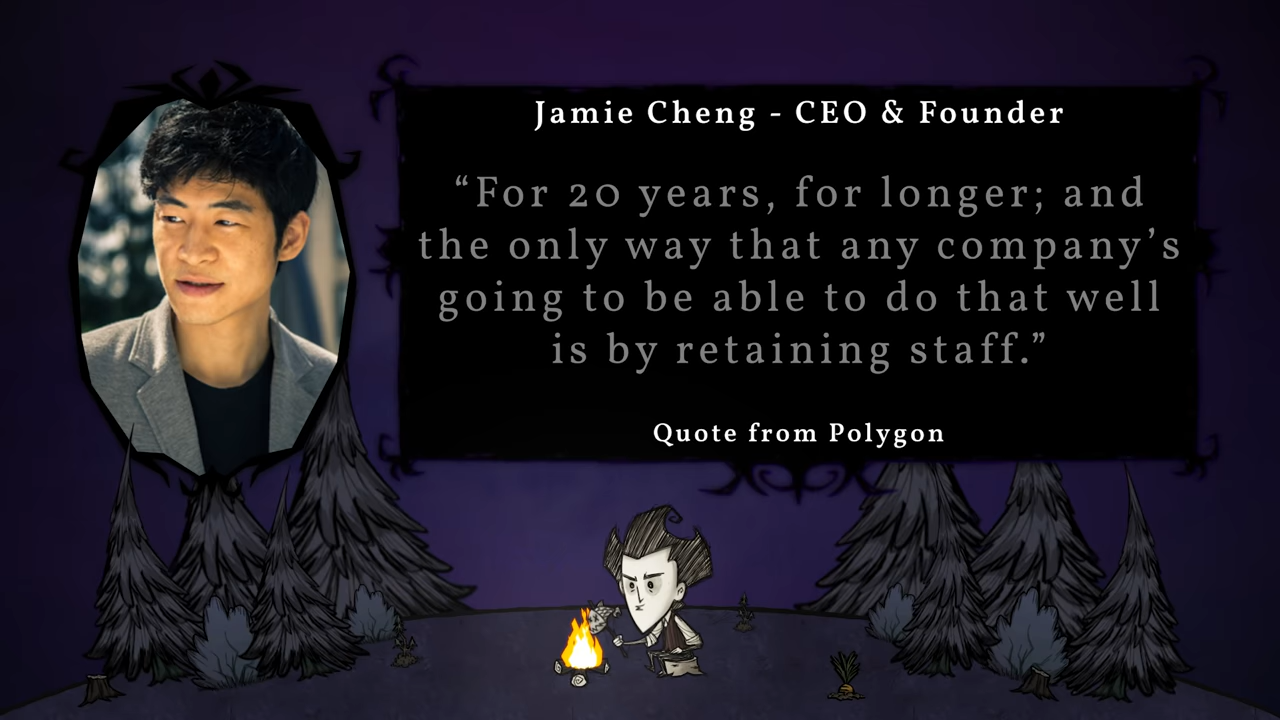 Jamie Cheng - CEO & Founder
“For 20 years, for longer; and
the only way that any company’s
going to be able to do that well
is by retaining staff.”
Quote from Polygon